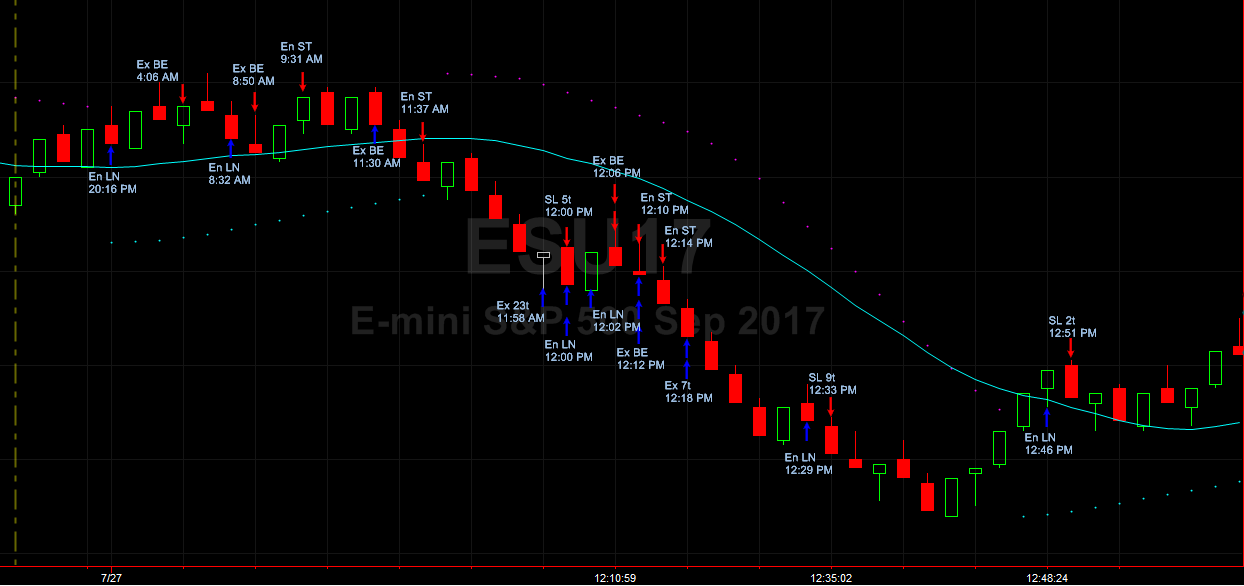 En ST
9:31 AM
Ex BE
4:06 AM
Ex BE
8:50 AM
En ST
11:37 AM
Ex BE
11:30 AM
Ex BE
12:06 PM
En LN
20:16 PM
En LN
8:32 AM
SL 5t
12:00 PM
En ST
12:10 PM
En ST
12:14 PM
ESU17
E-mini S&P 500 Sep 2017
Ex 23t
11:58 AM
En LN
12:02 PM
En LN
12:00 PM
Ex BE
12:12 PM
Ex 7t
12:18 PM
SL 9t
12:33 PM
SL 2t
12:51 PM
En LN
12:29 PM
En LN
12:46 PM
7/27
12:10:59
12:35:02
12:48:24